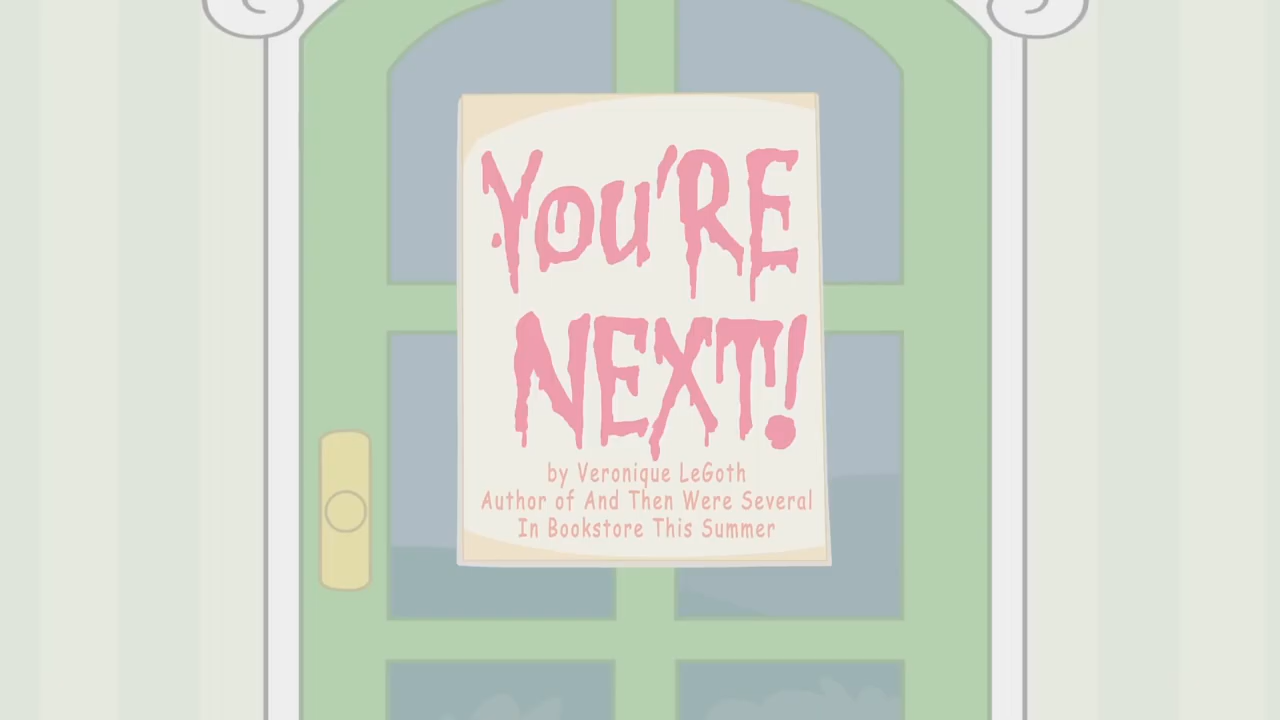 YOU'RE
NEXT!
by Veronique LeGoth
Author of And Then Were Several
In Bookstore This Summer